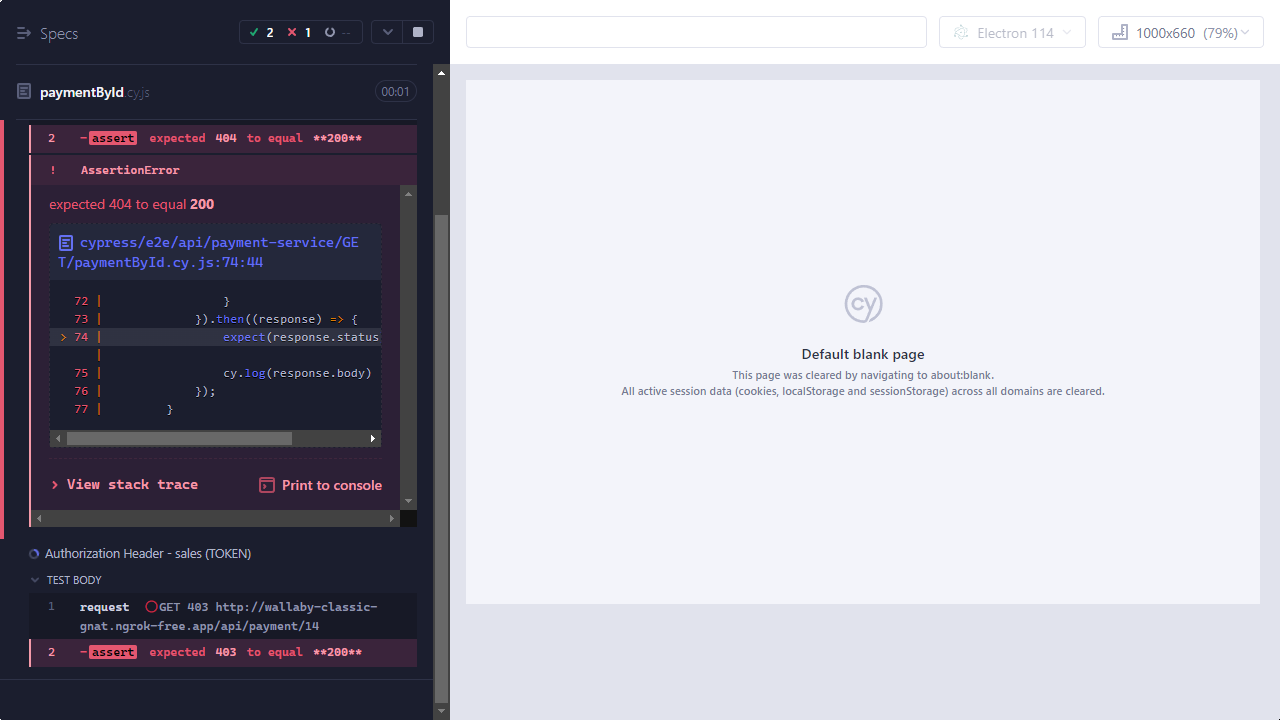 Specs
2 1 --
paymentById.cy.js
00:01
2 -assert expected 404 to equal **200**
! AssertionError
expected 404 to equal 200
cypress/e2e/api/payment-service/GE
T/paymentById.cy.js:74:44
72 | }
73 | }).then((response) => {
> 74 | expect(response.status
|
75 | cy.log(response.body)
76 | });
77 | }
> View stack trace
Print to console
Authorization Header - sales (TOKEN)
TEST BODY
1 request GET 403 http://wallaby-classic-
gnat.ngrok-free.app/api/payment/14
2 -assert expected 403 to equal **200**
Electron 114
1000x660 (79%)
cy
Default blank page
This page was cleared by navigating to about:blank.
All active session data (cookies, localStorage and sessionStorage) across all domains are cleared.